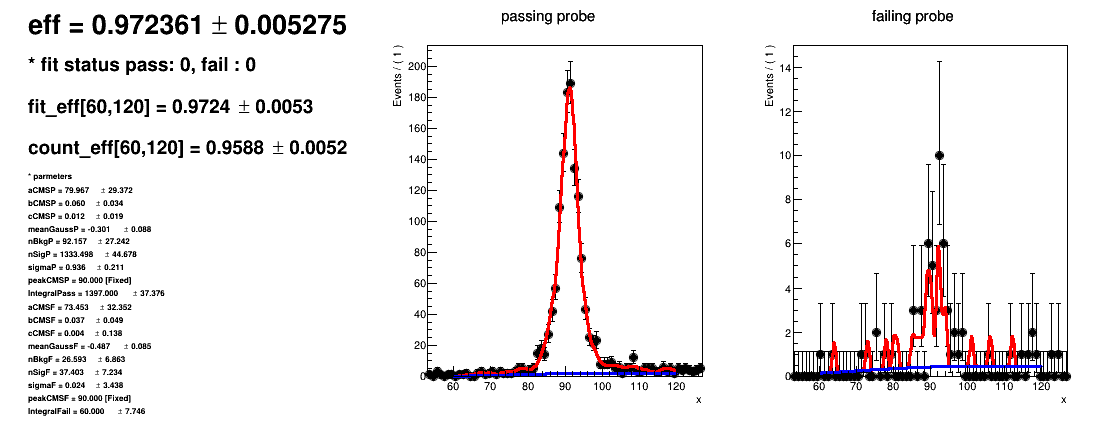 eff = 0.972361 ± 0.005275
* fit status pass: 0, fail : 0
fit_eff[60,120] = 0.9724 ± 0.0053
count_eff[60,120] = 0.9588 ± 0.0052
* parmeters
aCMSP = 79.967 ± 29.372
bCMSP = 0.060 ± 0.034
cCMSP = 0.012 ± 0.019
meanGaussP = -0.301 ± 0.088
nBkgP = 92.157 ± 27.242
nSigP = 1333.498 ± 44.678
sigmaP = 0.936 ± 0.211
peakCMSP = 90.000 [Fixed]
IntegralPass = 1397.000 ± 37.376
aCMSF = 73.453 ± 32.352
bCMSF = 0.037 ± 0.049
cCMSF = 0.004 ± 0.138
meanGaussF = -0.487 ± 0.085
nBkgF = 26.593 ± 6.863
nSigF = 37.403 ± 7.234
sigmaF = 0.024 ± 3.438
peakCMSF = 90.000 [Fixed]
IntegralFail = 60.000 ± 7.746
passing probe
Events / ( 1 )
200
180
160
140
120
100
80
60
40
20
0
60 70 80 90 100 110 120
x
failing probe
Events / ( 1 )
14
12
10
8
6
4
2
0
60 70 80 90 100 110 120
x